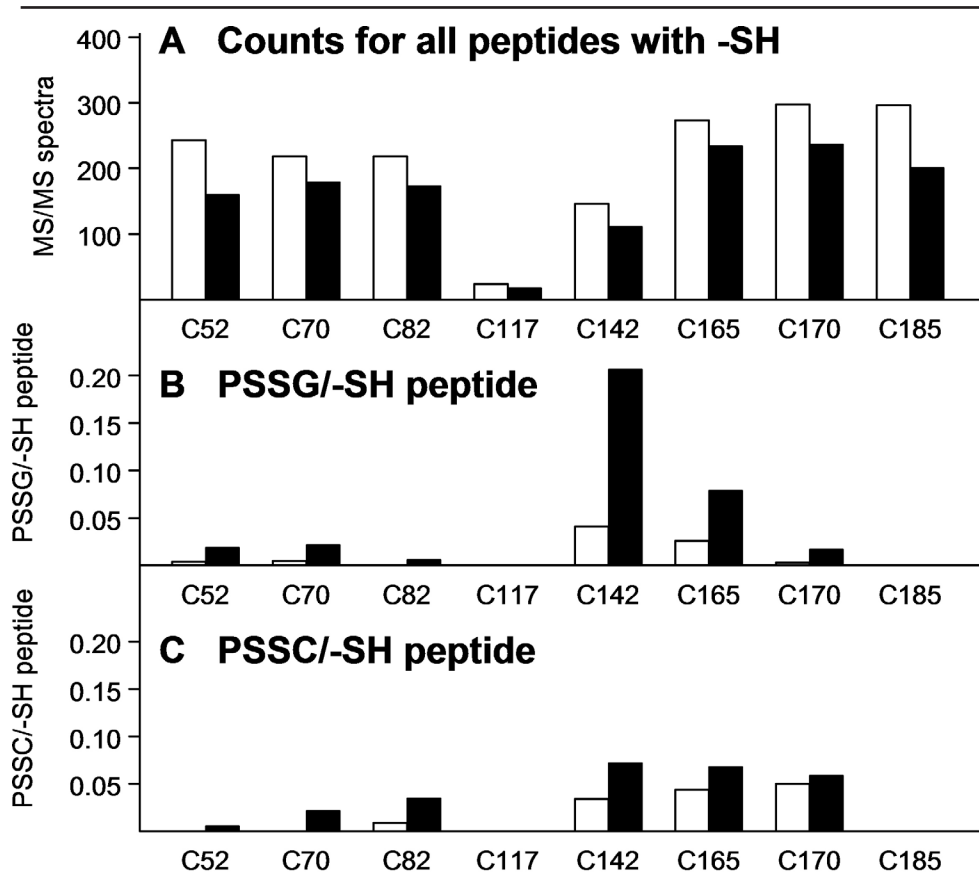 A Counts for all peptides with -SH
MS/MS spectra
400
300
200
100
C52 C70 C82 C117 C142 C165 C170 C185
B PSSG/-SH peptide
PSSG/-SH peptide
0.20
0.15
0.10
0.05
C52 C70 C82 C117 C142 C165 C170 C185
C PSSC/-SH peptide
PSSC/-SH peptide
0.20
0.15
0.10
0.05
C52 C70 C82 C117 C142 C165 C170 C185